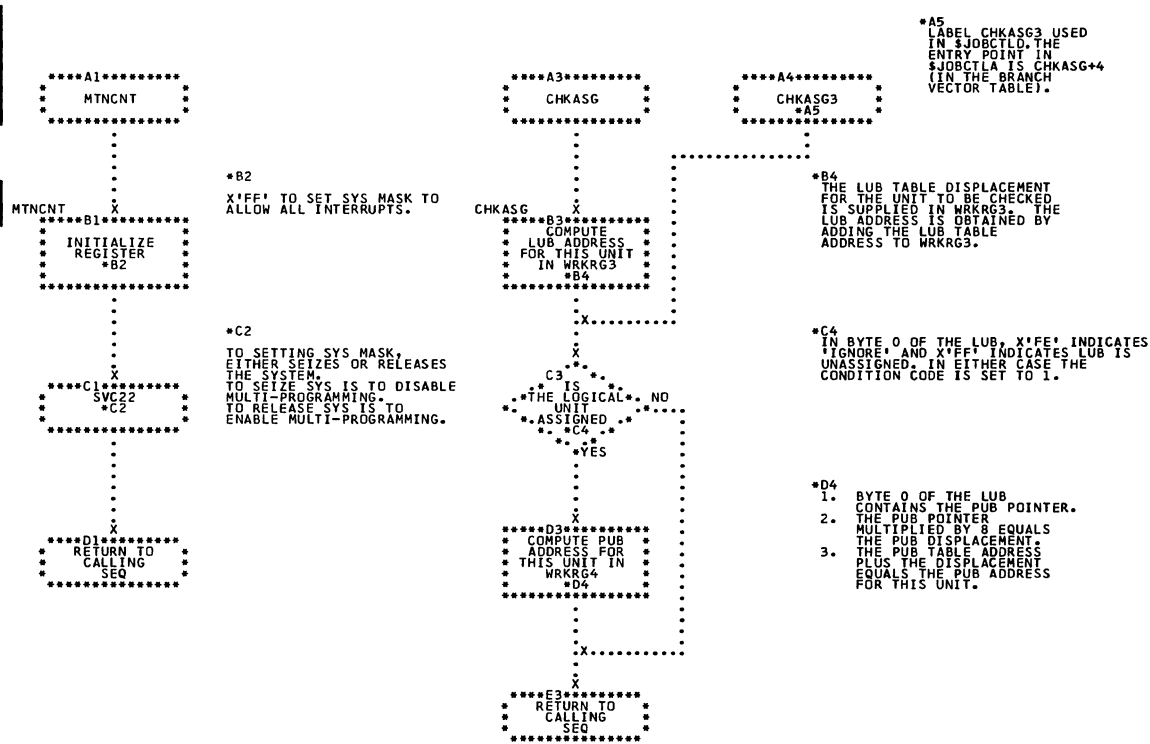 *A5
LABEL CHKASG3 USED
IN $JOBCTLD.THE
ENTRY POINT IN
$JOBCTLA IS CHKASG+4
(IN THE BRANCH
VECTOR TABLE).
****A1*********
MTNCNT
****A3*********
CHKASG
****A4*********
CHKASG3
*A5
*B2
X'FF' TO SET SYS MASK TO
ALLOW ALL INTERRUPTS.
MTNCNT
*****B1**********
INITIALIZE
REGISTER
*B2
CHKASG
*****B3**********
COMPUTE
LUB ADDRESS
FOR THIS UNIT
IN WRKRG3
*B4
*B4
THE LUB TABLE DISPLACEMENT
FOR THE UNIT TO BE CHECKED
IS SUPPLIED IN WRKRG3. THE
LUB ADDRESS IS OBTAINED BY
ADDING THE LUB TABLE
ADDRESS TO WRKRG3.
*C2
TO SETTING SYS MASK,
EITHER SEIZES OR RELEASES
THE SYSTEM.
TO SEIZE SYS IS TO DISABLE
MULTI-PROGRAMMING.
TO RELEASE SYS IS TO
ENABLE MULTI-PROGRAMMING.
****C1*********
SVC22
*C2
C3
IS
THE LOGICAL
UNIT
ASSIGNED
*C4
NO
YES
*C4
IN BYTE 0 OF THE LUB, X'FE' INDICATES
'IGNORE' AND X'FF' INDICATES LUB IS
UNASSIGNED. IN EITHER CASE THE
CONDITION CODE IS SET TO 1.
****D1*********
RETURN TO
CALLING
SEQ
*****D3**********
COMPUTE PUB
ADDRESS FOR
THIS UNIT IN
WRKRG4
*D4
*D4
1. BYTE 0 OF THE LUB
CONTAINS THE PUB POINTER.
2. THE PUB POINTER
MULTIPLIED BY 8 EQUALS
THE PUB DISPLACEMENT.
3. THE PUB TABLE ADDRESS
PLUS THE DISPLACEMENT
EQUALS THE PUB ADDRESS
FOR THIS UNIT.
****E3*********
RETURN TO
CALLING
SEQ